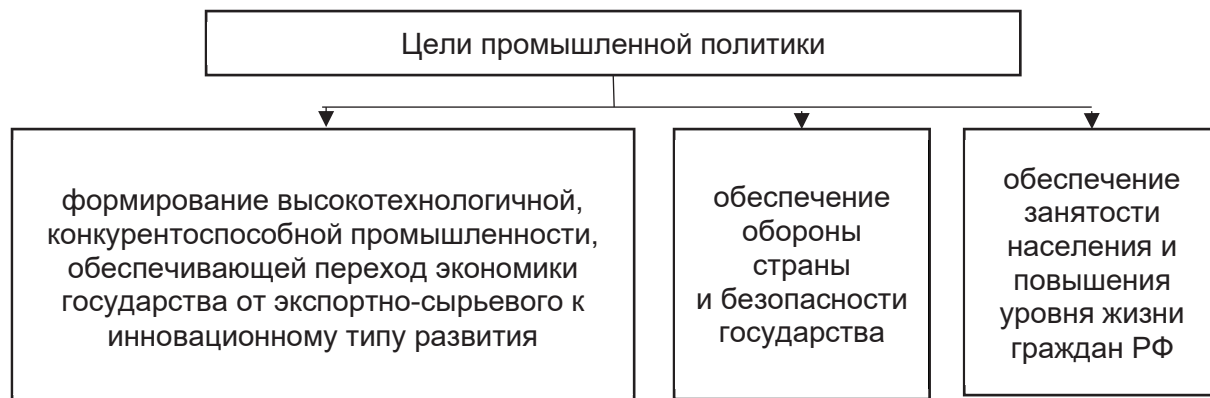 Цели промышленной политики
формирование высокотехнологичной,
конкурентоспособной промышленности,
обеспечивающей переход экономики
государства от экспортно-сырьевого к
инновационному типу развития
обеспечение
обороны
страны
и безопасности
государства
обеспечение
занятости
населения и
повышения
уровня жизни
граждан РФ